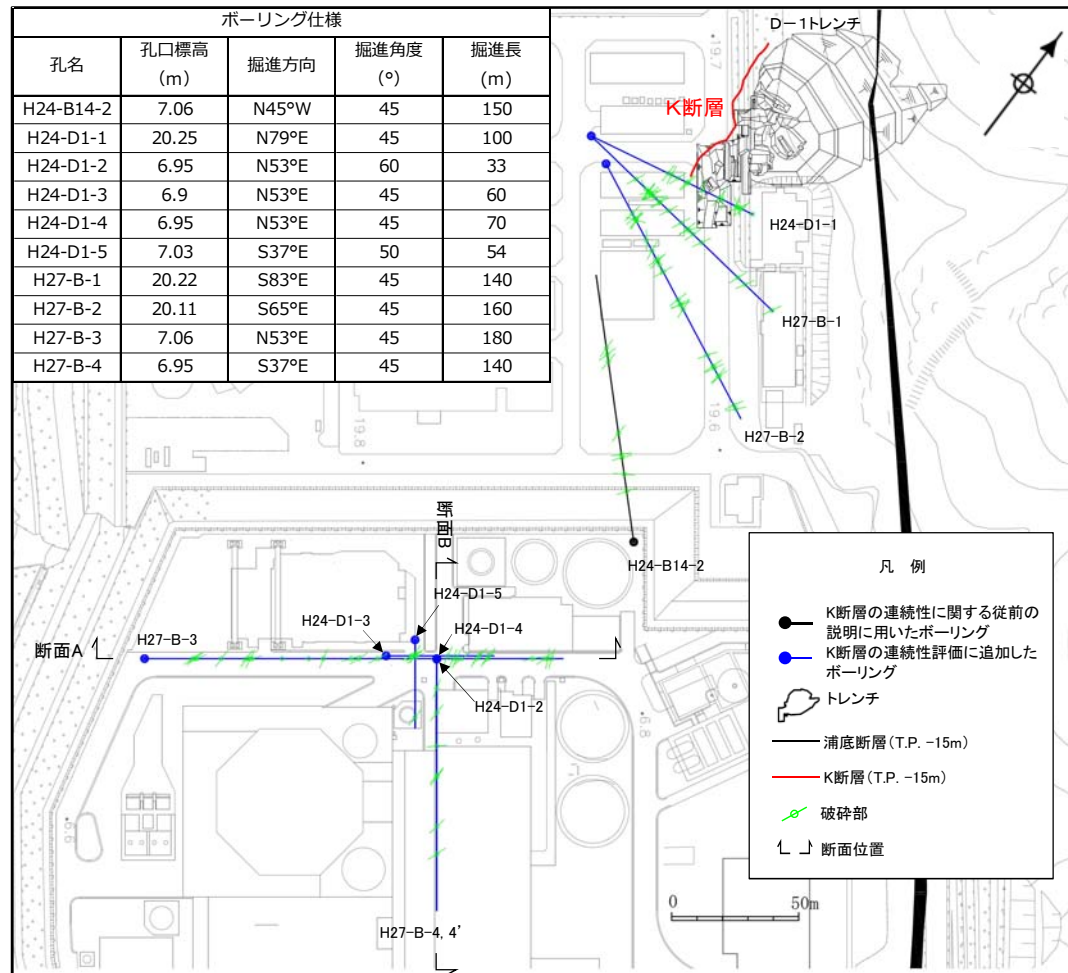 ボーリング仕様
孔名 孔口標高（m） 掘進方向 掘進角度（°） 掘進長（m）
H24-B14-2 7.06 N45°W 45 150
H24-D1-1 20.25 N79°E 45 100
H24-D1-2 6.95 N53°E 60 33
H24-D1-3 6.9 N53°E 45 60
H24-D1-4 6.95 N53°E 45 70
H24-D1-5 7.03 S37°E 50 54
H27-B-1 20.22 S83°E 45 140
H27-B-2 20.11 S65°E 45 160
H27-B-3 7.06 N53°E 45 180
H27-B-4 6.95 S37°E 45 140
D－1トレンチ
19.7
K断層
H24-D1-1
H27-B-1
19.6
H27-B-2
19.8
断面B
H24-B14-2
H24-D1-5
H24-D1-3
H24-D1-4
断面A
H27-B-3
H24-D1-2
6.8
6.6
H27-B-4, 4'
凡 例
K断層の連続性に関する従前の
説明に用いたボーリング
K断層の連続性評価に追加した
ボーリング
トレンチ
浦底断層（T.P. －15m）
K断層（T.P. －15m）
破砕部
断面位置
0 50m